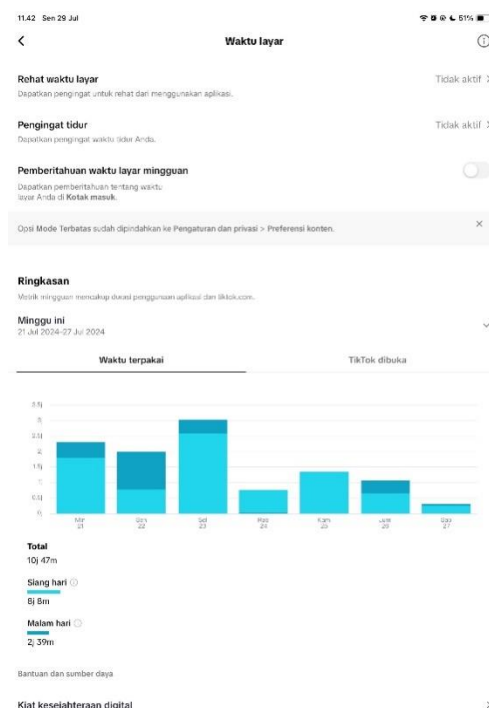 11.42 Sen 29 Jul
51%
Waktu layar
Rehat waktu layar
Tidak aktif
Dapatkan pengingat untuk rehat dari menggunakan aplikasi.
Pengingat tidur
Tidak aktif
Dapatkan pengingat waktu tidur Anda.
Pemberitahuan waktu layar mingguan
Dapatkan pemberitahuan tentang waktu
layar Anda di Kotak masuk.
Opsi Mode Terbatas sudah dipindahkan ke Pengaturan dan privasi > Preferensi konten.
Ringkasan
Metrik mingguan mencakup durasi penggunaan aplikasi dan tiktok.com.
Minggu ini
21 Jul 2024-27 Jul 2024
Waktu terpakai
TikTok dibuka
3.5j
3j
2.5j
2j
1.5j
1j
0.5j
0j
Min Sen Sel Kam Jum Sab
21 22 23 24 25 26 27
Total
10j 47m
Siang hari
8j 8m
Malam hari
2j 39m
Bantuan dan sumber daya
Kiat kesejahteraan digital